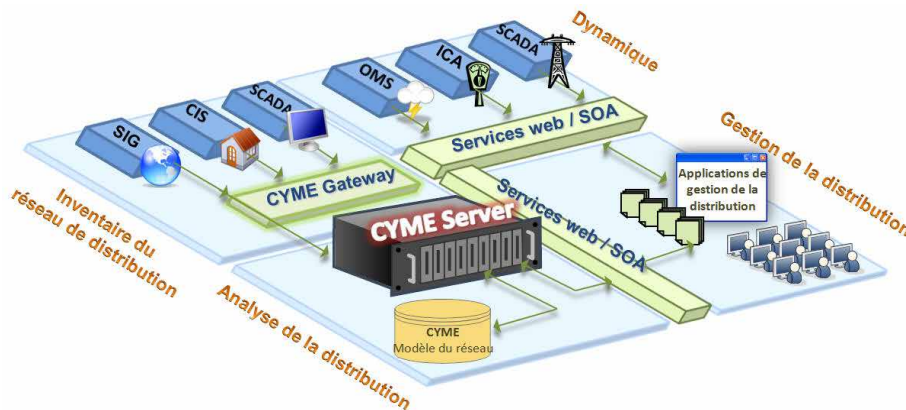 Dynamique
SCADA
ICA
OMS
SCADA
CIS
SIG
Services web / SOA
Gestion de la distribution
CYME Gateway
Applications de
gestion de la
distribution
Services web / SOA
CYME Server
Inventaire du
réseau de distribution
Analyse de la distribution
CYME
Modèle du réseau